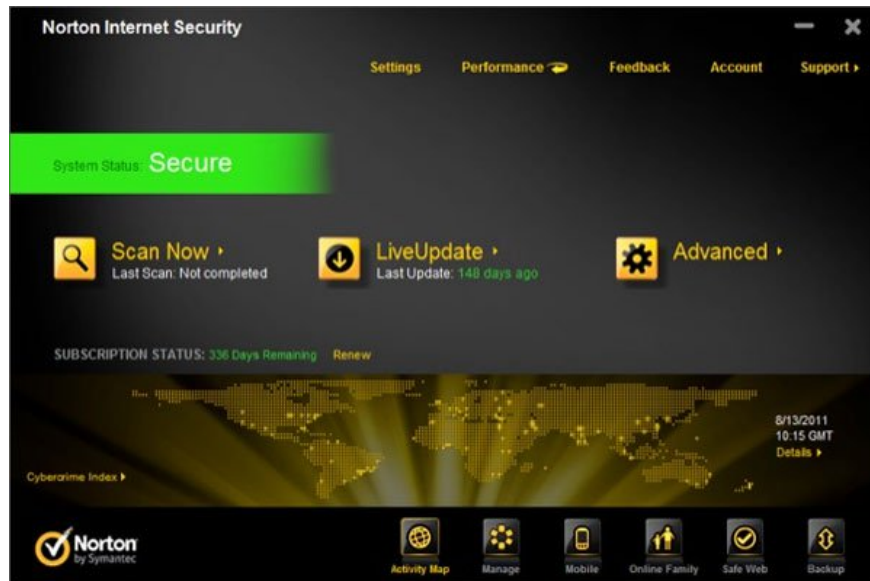 Norton Internet Security
Settings Performance Feedback Account Support
System Status: Secure
Scan Now LiveUpdate Advanced
Last Scan: Not completed Last Update: 148 days ago
SUBSCRIPTION STATUS: 336 Days Remaining Renew
8/13/2011
10:15 GMT
Details
Cybercrime Index
Norton
by Symantec
Activity Map Manage Mobile Online Family Safe Web Backup